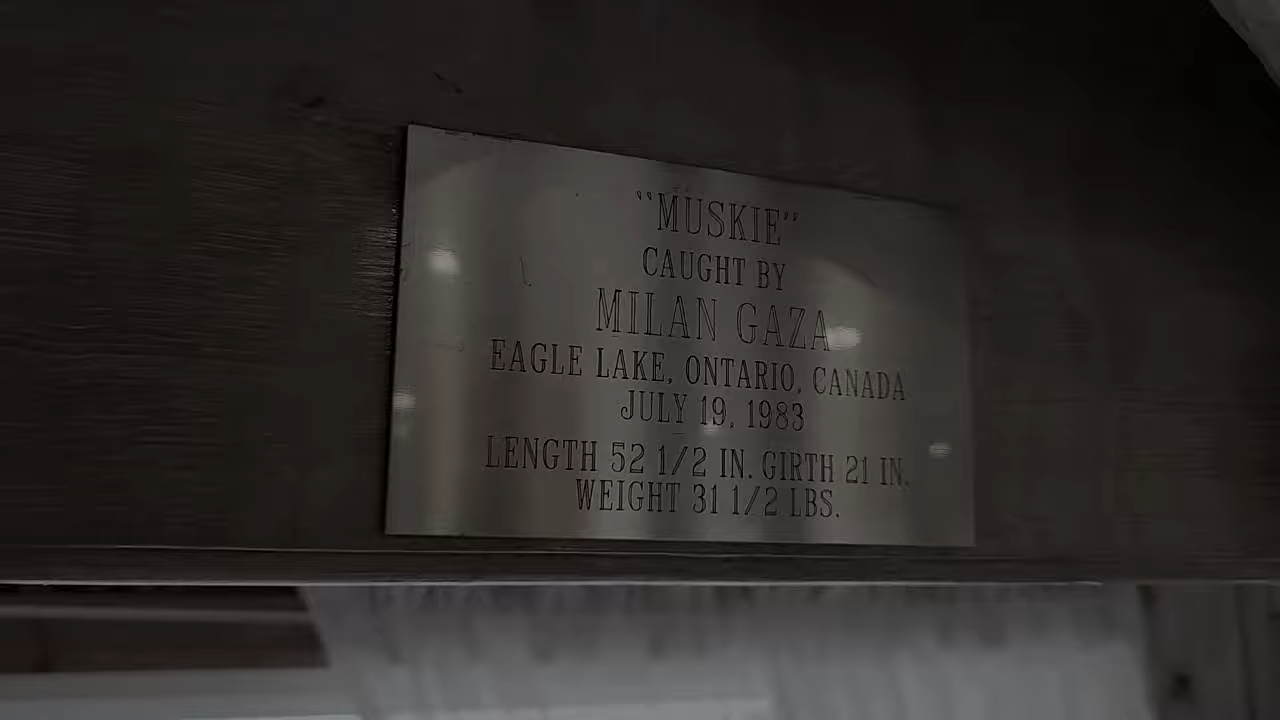 “MUSKIE”
CAUGHT BY
MILAN GAZA
EAGLE LAKE, ONTARIO, CANADA
JULY 19, 1983
LENGTH 52 1/2 IN. GIRTH 21 IN.
WEIGHT 31 1/2 LBS.